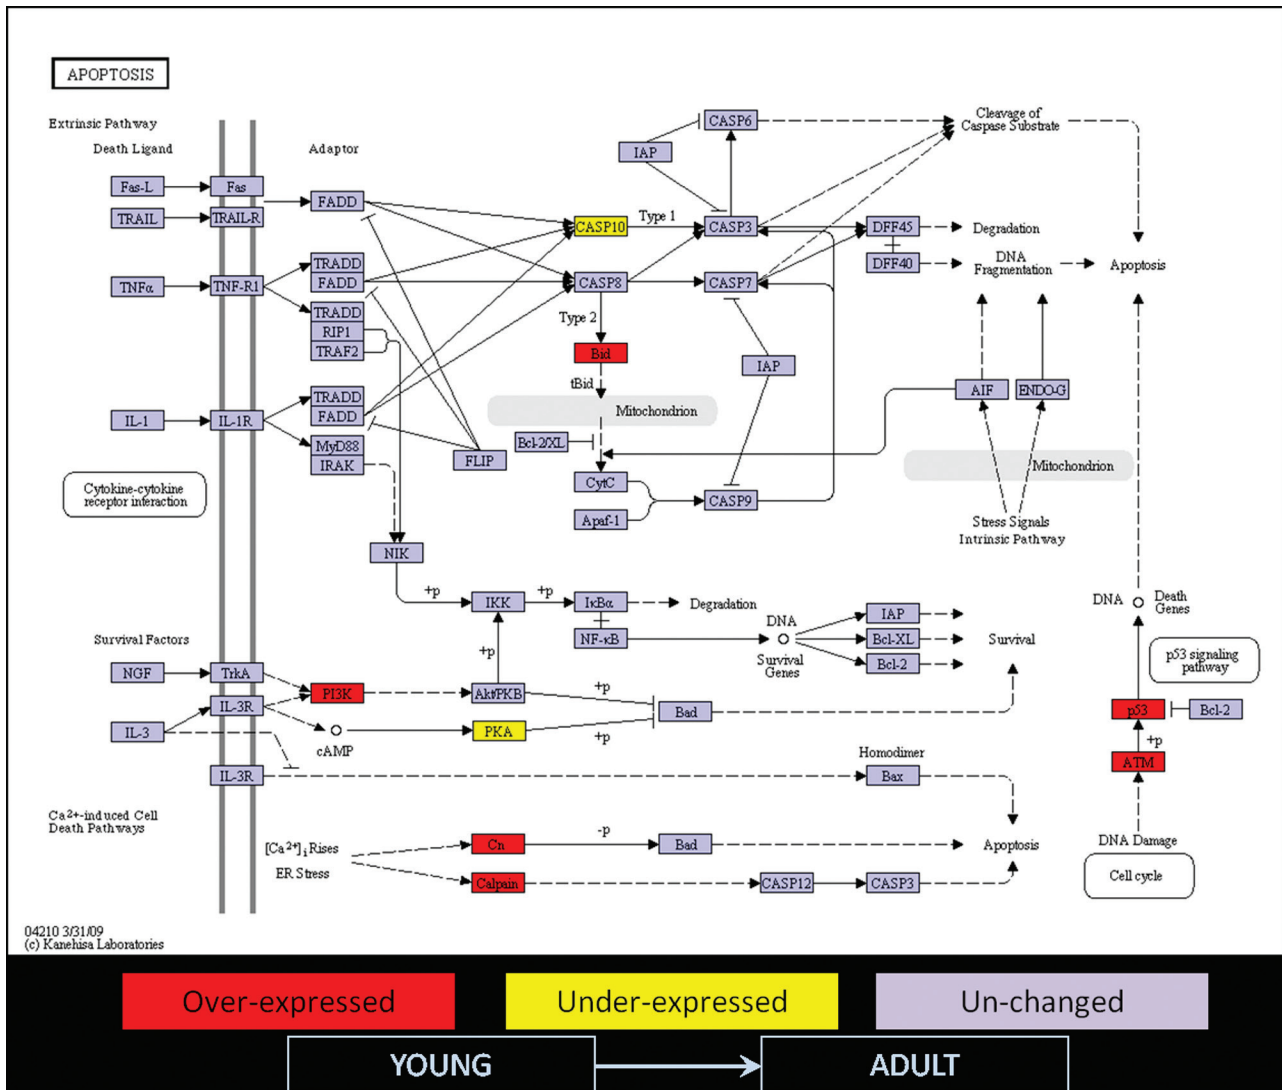 APOPTOSIS
Extrinsic Pathway
Death Ligand
Adaptor
Fas-L
Fas
TRAIL
TRAIL-R
FADD
TNFα
TNF-R1
TRADD
FADD
TRADD
RIP1
TRAF2
IL-1
IL-1R
TRADD
FADD
MyD88
IRAK
FLIP
Cytokine-cytokine
receptor interaction
CASP6
IAP
CASP10
Type 1
CASP3
CASP8
CASP7
Type 2
Bid
tBid
Mitochondrion
Bcl-2/XL
CytC
Apaf-1
CASP9
IAP
Cleavage of
Caspase Substrate
DFF45
Degradation
DFF40
DNA
Fragmentation
Apoptosis
AIF
ENDO-G
Mitochondrion
Stress Signals
Intrinsic Pathway
NIK
+p
IKK
+p
IκBα
Degradation
NF-κB
DNA
Survival
Genes
IAP
Bcl-XL
Bcl-2
Survival
Survival Factors
NGF
TrkA
IL-3R
IL-3
PI3K
Akt/PKB
+p
+p
Bad
cAMP
PKA
+p
IL-3R
Homodimer
Bax
DNA
Death
Genes
p53 signaling
pathway
p53
Bcl-2
+p
ATM
DNA Damage
Cell cycle
Ca2+-induced Cell
Death Pathways
[Ca2+]i Rises
ER Stress
Cn
-p
Bad
Apoptosis
Calpain
CASP12
CASP3
04210 3/31/09
(c) Kanehisa Laboratories
Over-expressed
Under-expressed
Un-changed
YOUNG
ADULT